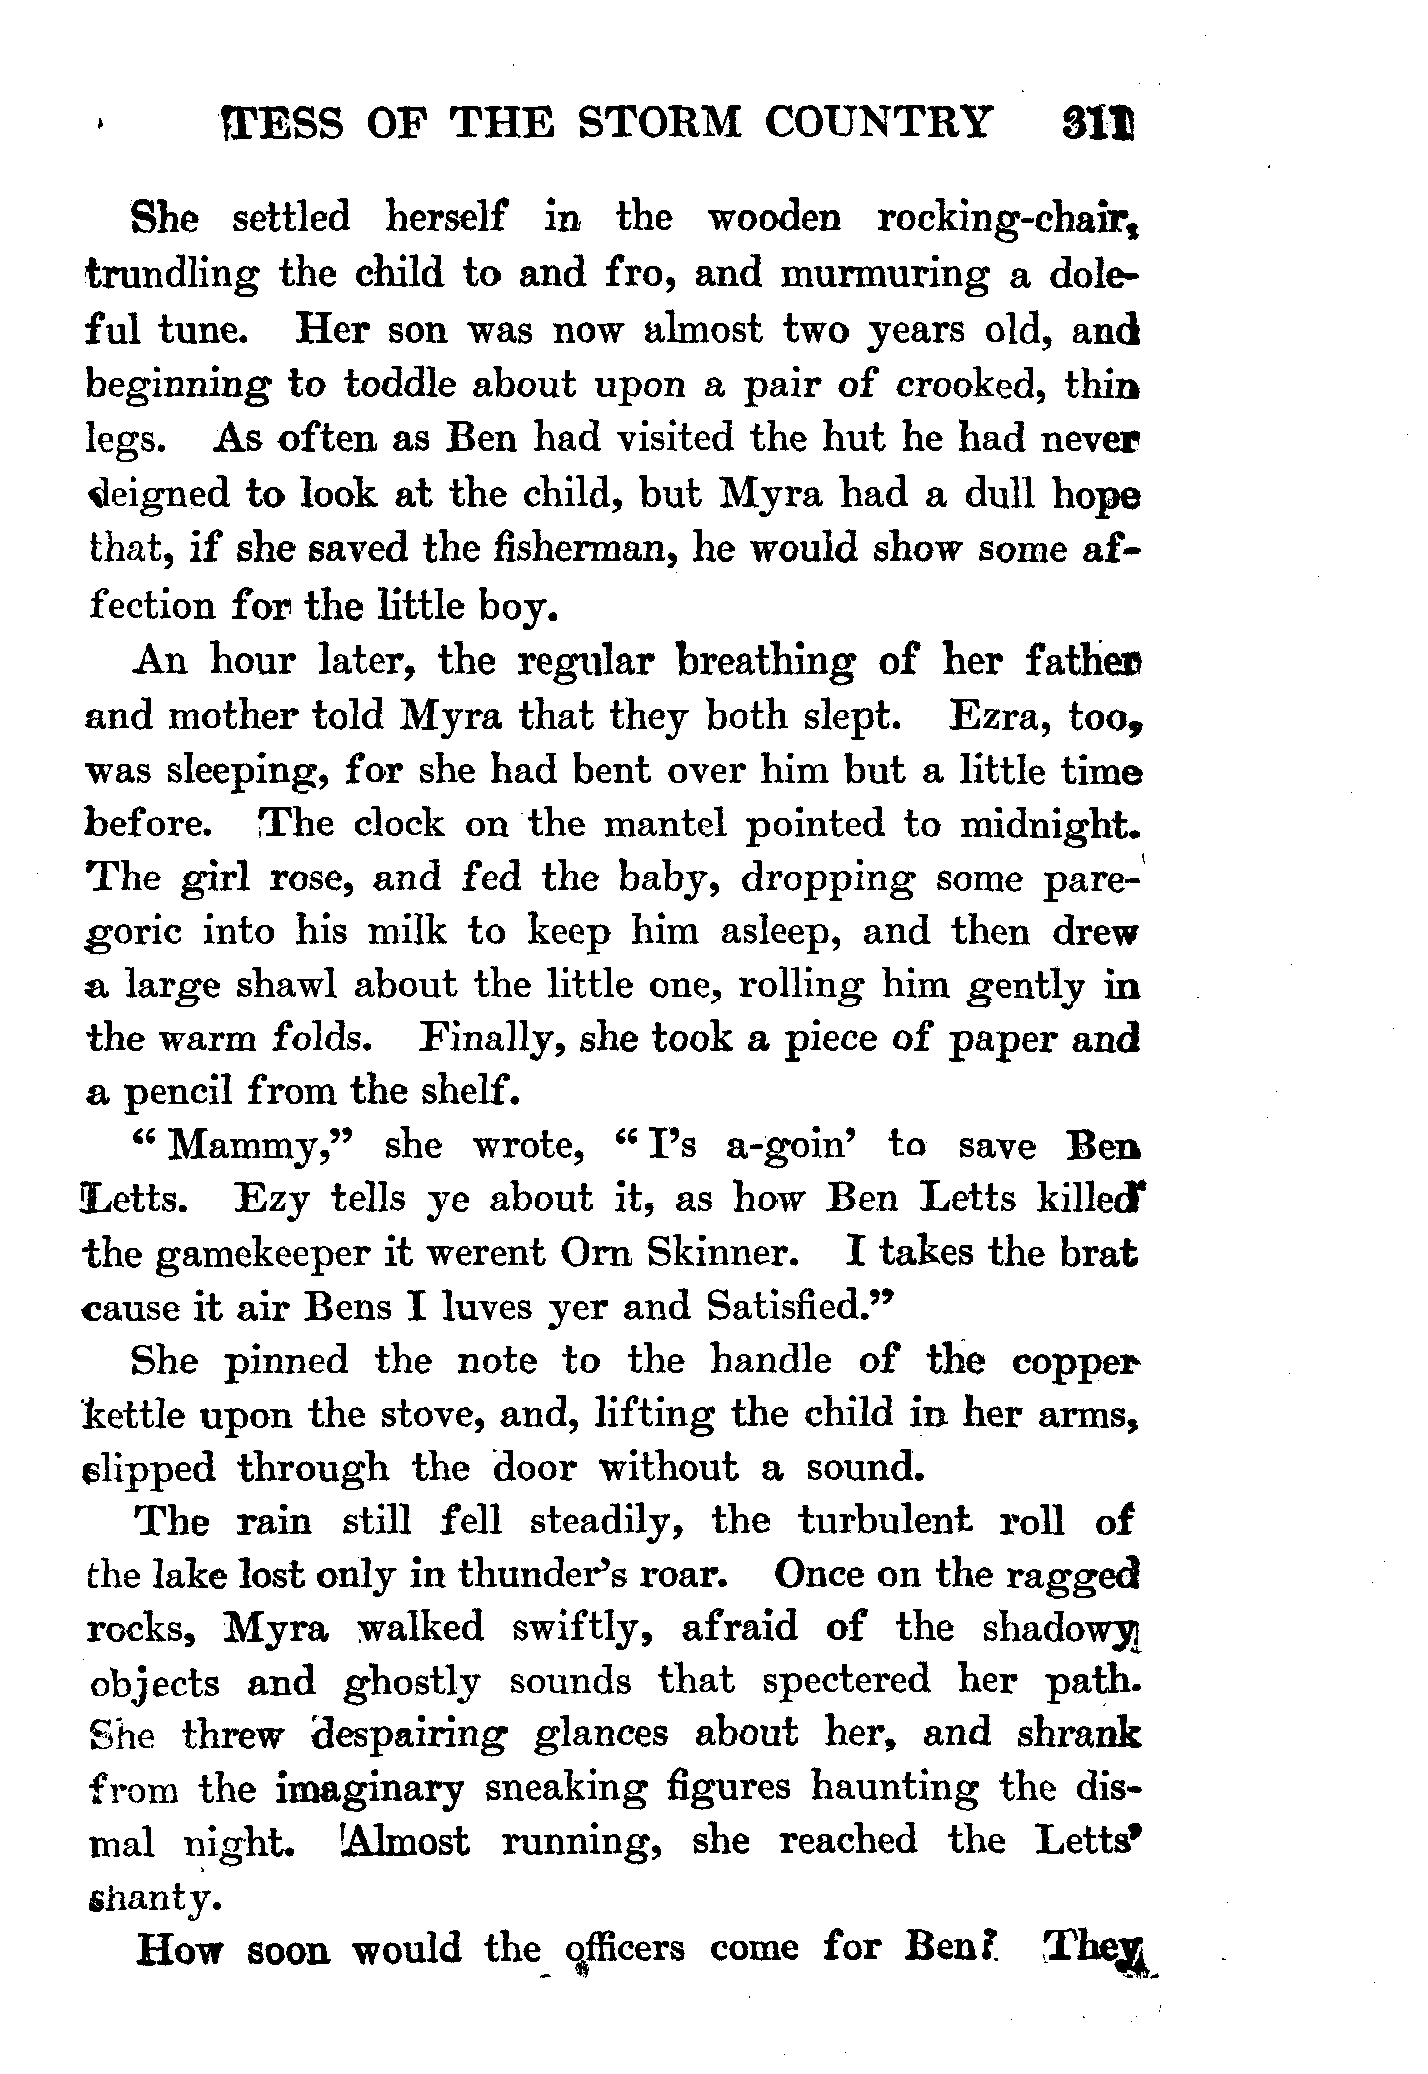 TESS OF THE STORM COUNTRY 311
She settled herself in the wooden rocking-chair,
trundling the child to and fro, and murmuring a dole-
ful tune. Her son was now almost two years old, and
beginning to toddle about upon a pair of crooked, thin
legs. As often as Ben had visited the hut he had never
deigned to look at the child, but Myra had a dull hope
that, if she saved the fisherman, he would show some af-
fection for the little boy.
An hour later, the regular breathing of her father
and mother told Myra that they both slept. Ezra, too,
was sleeping, for she had bent over him but a little time
before. The clock on the mantel pointed to midnight.
The girl rose, and fed the baby, dropping some pare-
goric into his milk to keep him asleep, and then drew
a large shawl about the little one, rolling him gently in
the warm folds. Finally, she took a piece of paper and
a pencil from the shelf.
“ Mammy,” she wrote, “ I’s a-goin’ to save Ben
Letts. Ezy tells ye about it, as how Ben Letts killed
the gamekeeper it werent Orn Skinner. I takes the brat
cause it air Bens I luves yer and Satisfied.”
She pinned the note to the handle of the copper
kettle upon the stove, and, lifting the child in her arms,
slipped through the door without a sound.
The rain still fell steadily, the turbulent roll of
the lake lost only in thunder’s roar. Once on the ragged
rocks, Myra walked swiftly, afraid of the shadowy
objects and ghostly sounds that spectered her path.
She threw despairing glances about her, and shrank
from the imaginary sneaking figures haunting the dis-
mal night. Almost running, she reached the Letts’
shanty.
How soon would the officers come for Ben? They